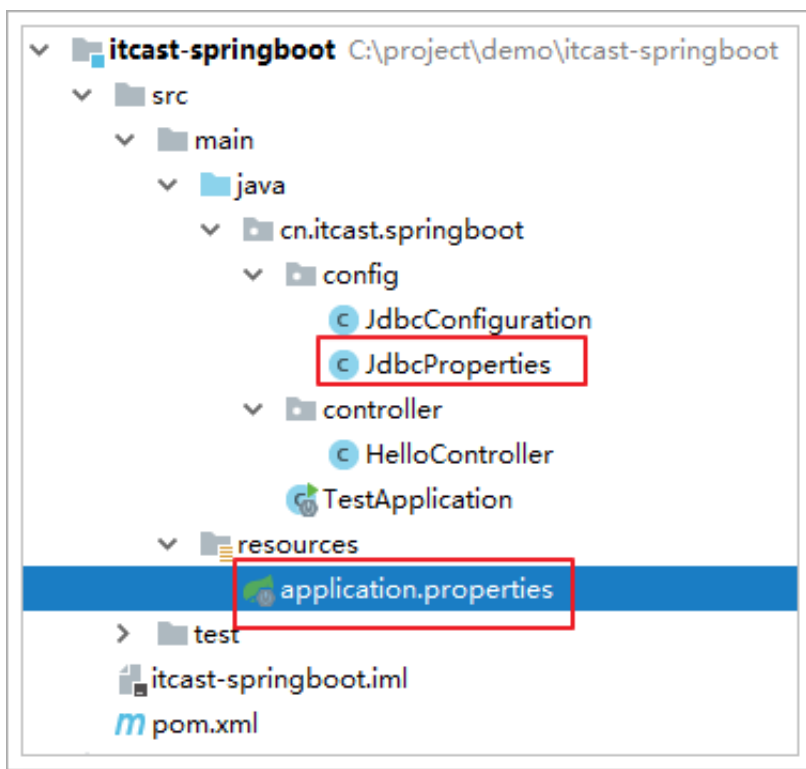 itcast-springboot C:\project\demo\itcast-springboot
src
main
java
cn.itcast.springboot
config
JdbcConfiguration
JdbcProperties
controller
HelloController
TestApplication
resources
application.properties
test
itcast-springboot.iml
pom.xml